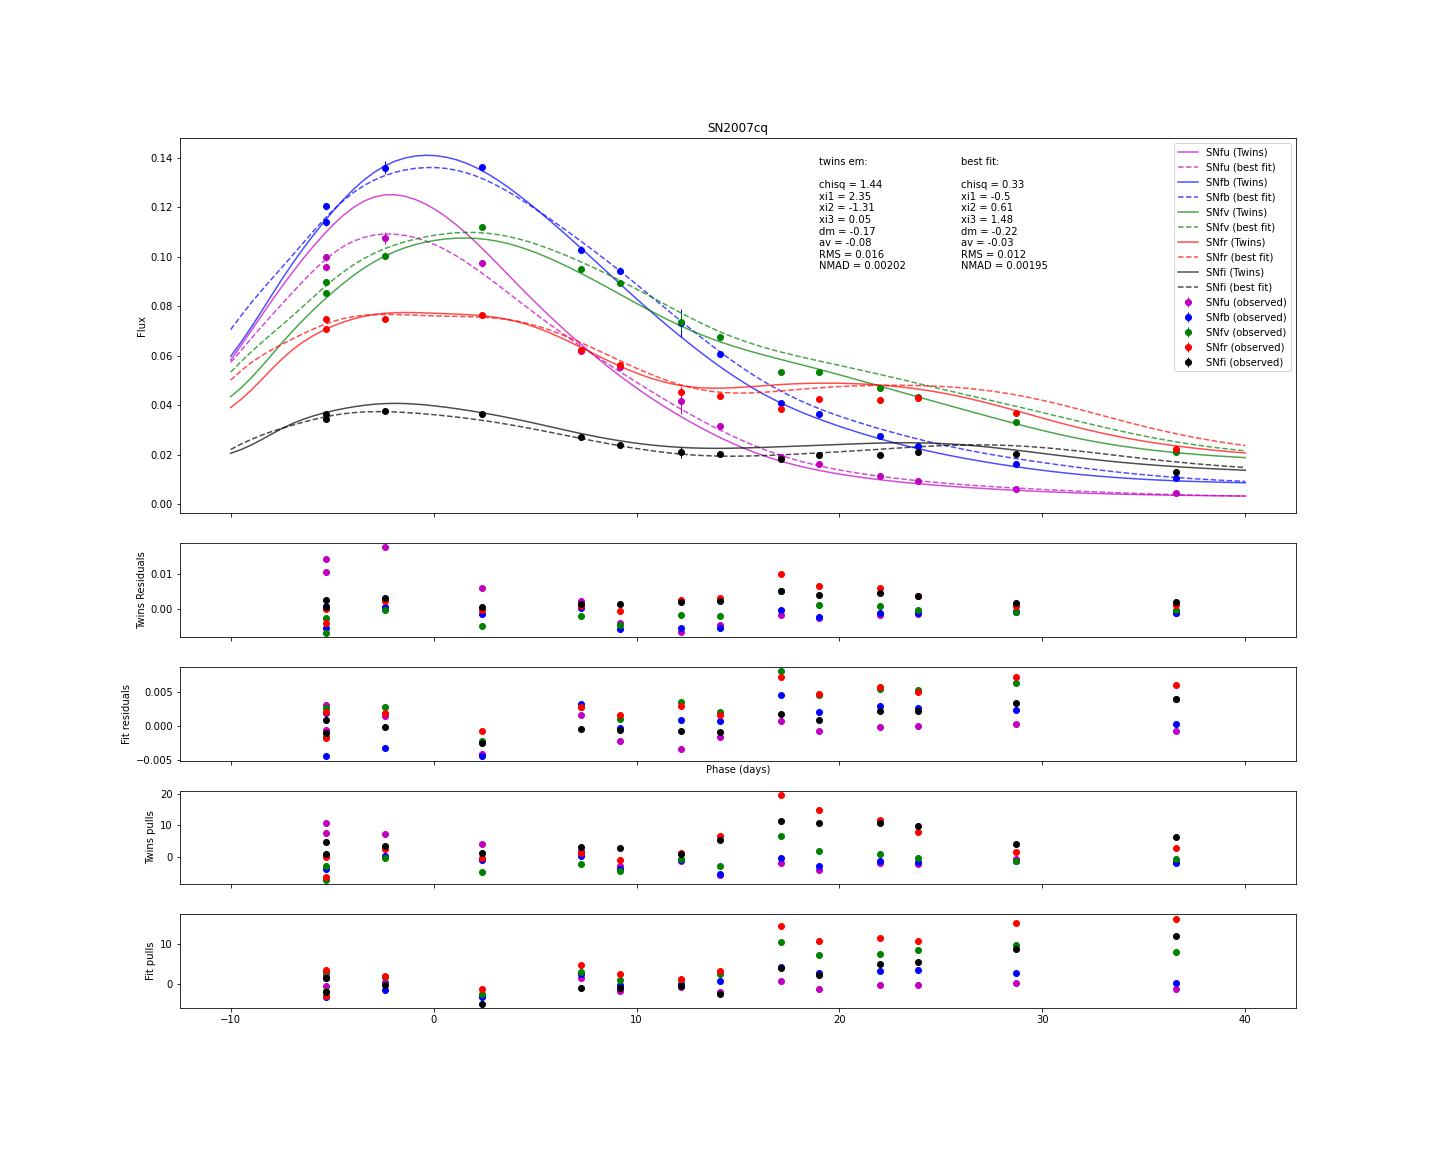 SN2007cq
Flux
0.14
0.12
0.10
0.08
0.06
0.04
0.02
0.00
twins em:
chisq = 1.44
xi1 = 2.35
xi2 = -1.31
xi3 = 0.05
dm = -0.17
av = -0.08
RMS = 0.016
NMAD = 0.00202
best fit:
chisq = 0.33
xi1 = -0.5
xi2 = 0.61
xi3 = 1.48
dm = -0.22
av = -0.03
RMS = 0.012
NMAD = 0.00195
SNfu (Twins)
SNfu (best fit)
SNfb (Twins)
SNfb (best fit)
SNfv (Twins)
SNfv (best fit)
SNfr (Twins)
SNfr (best fit)
SNfi (Twins)
SNfi (best fit)
SNfu (observed)
SNfb (observed)
SNfv (observed)
SNfr (observed)
SNfi (observed)
Twins Residuals
0.01
0.00
Fit residuals
0.005
0.000
−0.005
Phase (days)
Twins pulls
20
10
0
Fit pulls
10
0
−10
0
10
20
30
40